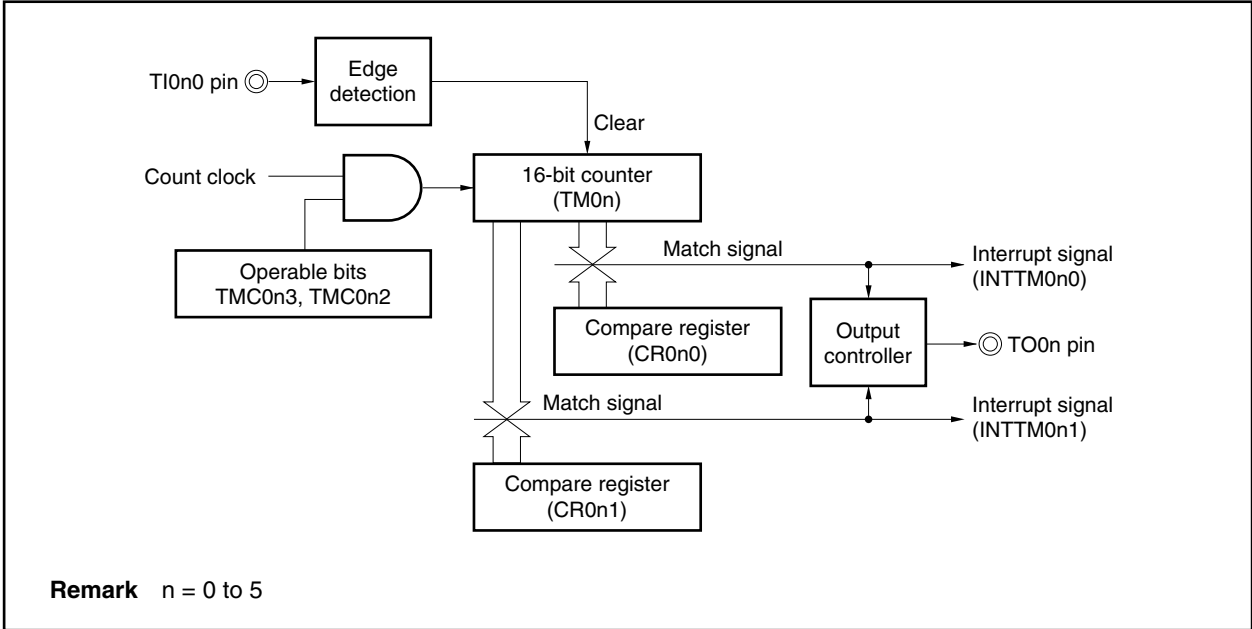 TI0n0 pin
Edge
detection
Clear
Count clock
16-bit counter
(TM0n)
Operable bits
TMC0n3, TMC0n2
Match signal
Interrupt signal
(INTTM0n0)
Compare register
(CR0n0)
Output
controller
TO0n pin
Match signal
Interrupt signal
(INTTM0n1)
Compare register
(CR0n1)
Remark n = 0 to 5